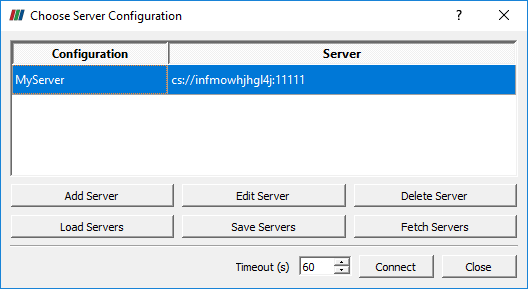 Choose Server Configuration
?
Configuration Server
MyServer cs://infmowhjhgl4j:11111
Add Server Edit Server Delete Server
Load Servers Save Servers Fetch Servers
Timeout (s) 60 Connect Close